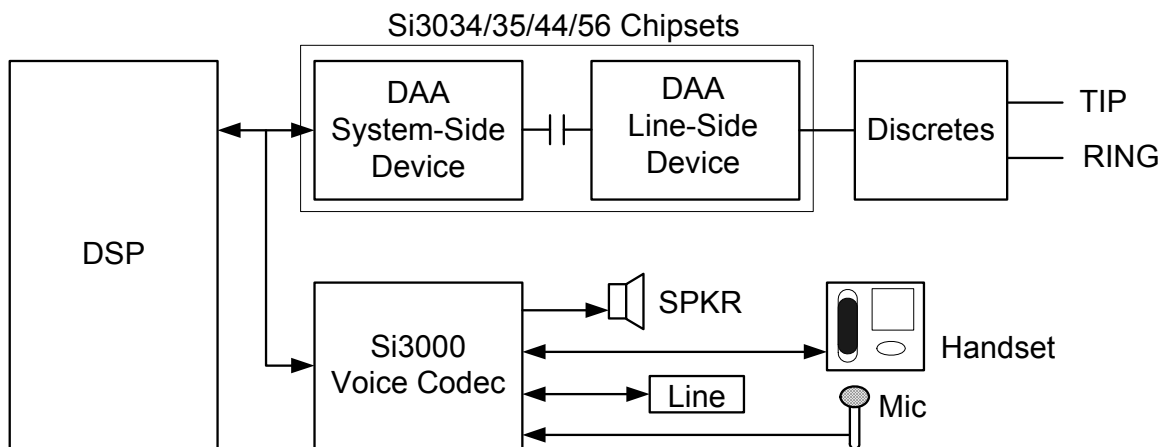 Si3034/35/44/56 Chipsets
DSP
DAA
System-Side
Device
DAA
Line-Side
Device
Discretes
TIP
RING
Si3000
Voice Codec
SPKR
Handset
Line
Mic